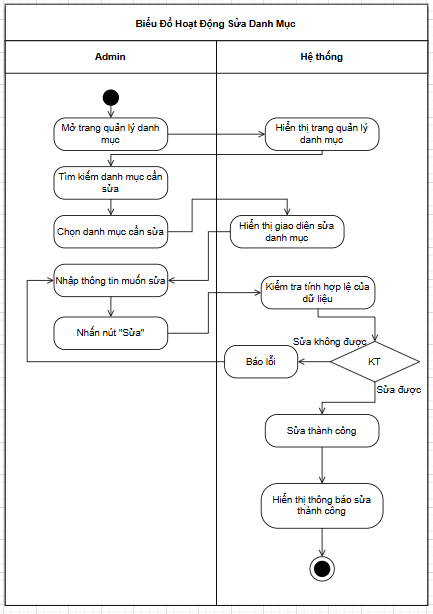 Biểu Đồ Hoạt Động Sửa Danh Mục
Admin
Hệ thống
Mở trang quản lý danh
mục
Hiển thị trang quản lý
danh mục
Tìm kiếm danh mục cần
sửa
Chọn danh mục cần sửa
Hiển thị giao diện sửa
danh mục
Nhập thông tin muốn sửa
Kiểm tra tính hợp lệ của
dữ liệu
Nhấn nút "Sửa"
Sửa không được
KT
Báo lỗi
Sửa được
Sửa thành công
Hiển thị thông báo sửa
thành công